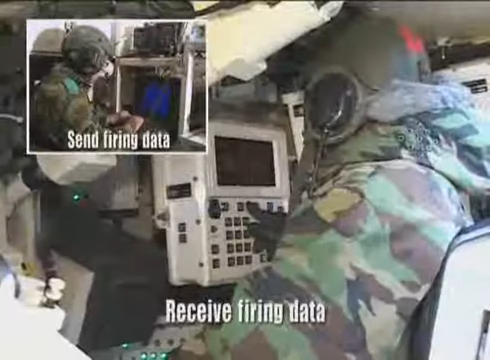 Send firing data
Receive firing data